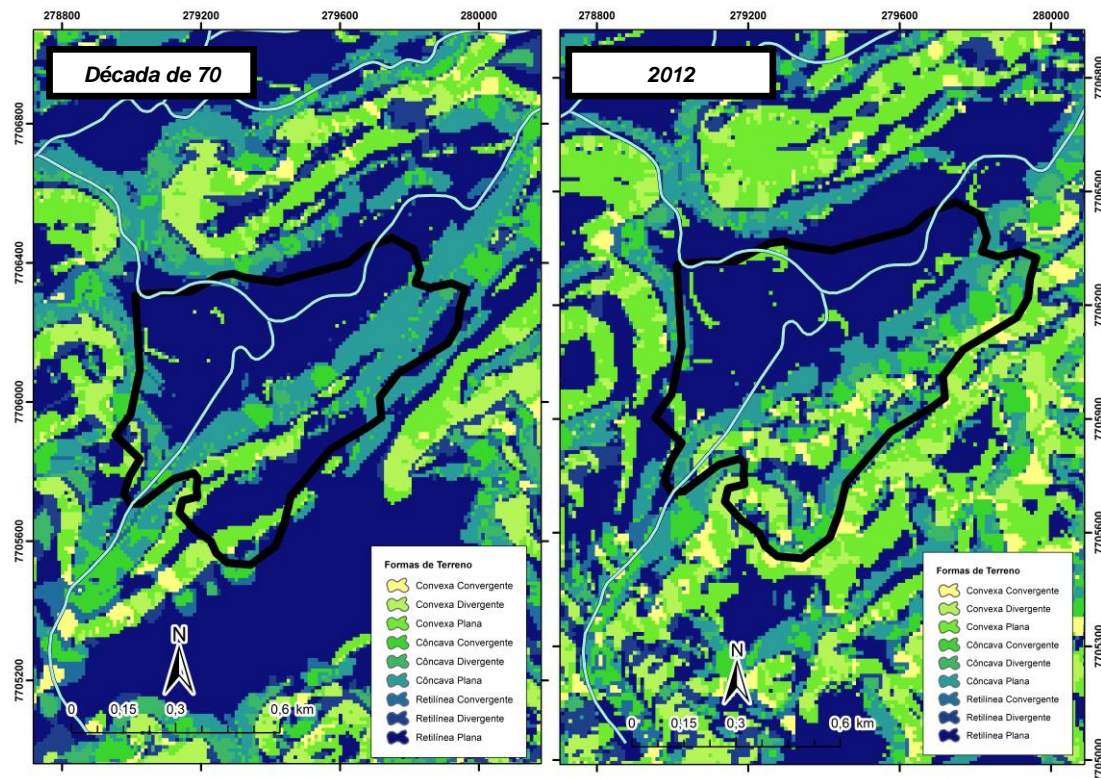 278800 279200 279600 280000
278800 279200 279600 280000
Década de 70
2012
7706800
7706400
7706000
7705600
7705200
7706800
7706500
7706200
7705900
7705600
7705300
7705000
Formas de Terreno
Convexa Convergente
Convexa Divergente
Convexa Plana
Côncava Convergente
Côncava Divergente
Côncava Plana
Retilínea Convergente
Retilínea Divergente
Retilínea Plana
N
0 0,15 0,3 0,6 km
Formas de Terreno
Convexa Convergente
Convexa Divergente
Convexa Plana
Côncava Convergente
Côncava Divergente
Côncava Plana
Retilínea Convergente
Retilínea Divergente
Retilínea Plana
N
0 0,15 0,3 0,6 km